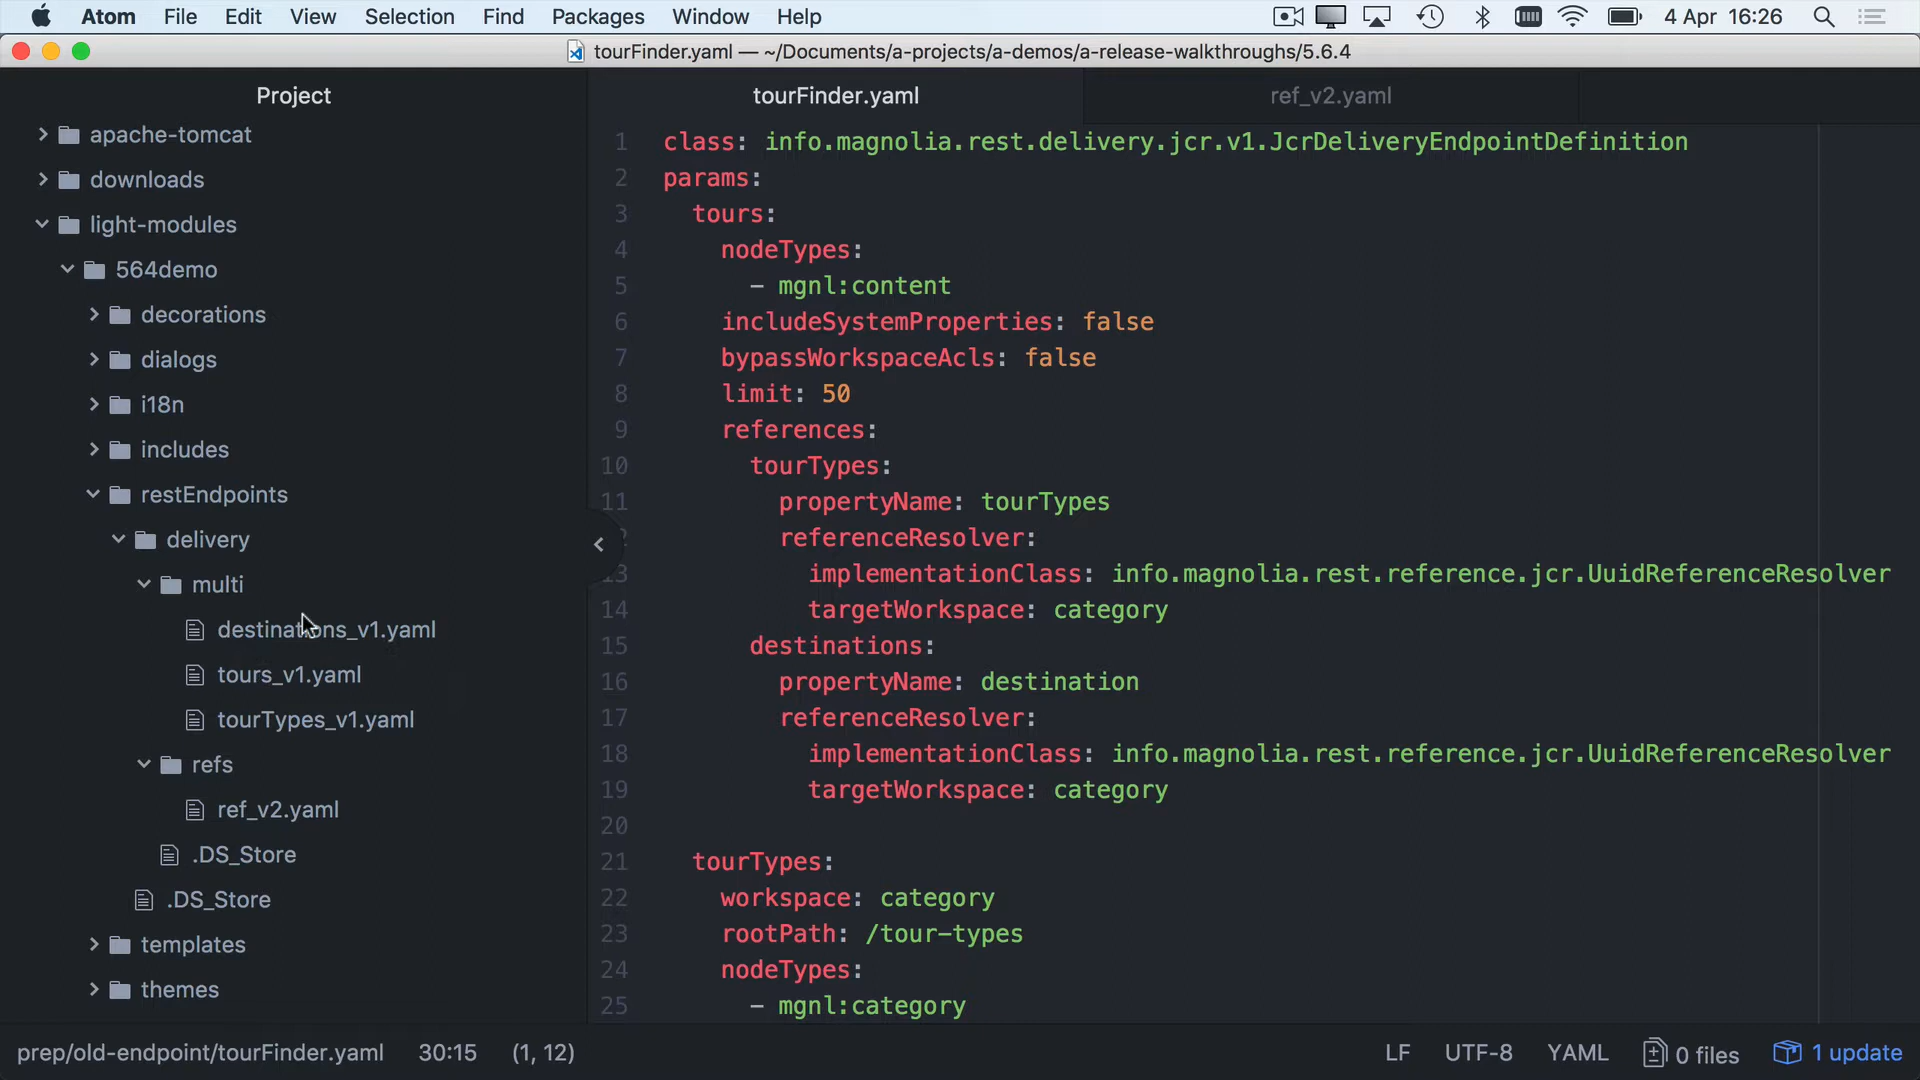 Atom File Edit View Selection Find Packages Window Help 4 Apr 16:26
tourFinder.yaml — ~/Documents/a-projects/a-demos/a-release-walkthroughs/5.6.4
Project
apache-tomcat
downloads
light-modules
564demo
decorations
dialogs
i18n
includes
restEndpoints
delivery
multi
destinations_v1.yaml
tours_v1.yaml
tourTypes_v1.yaml
refs
ref_v2.yaml
.DS_Store
.DS_Store
templates
themes
tourFinder.yaml ref_v2.yaml
1 class: info.magnolia.rest.delivery.jcr.v1.JcrDeliveryEndpointDefinition
2 params:
3 tours:
4 nodeTypes:
5 - mgnl:content
6 includeSystemProperties: false
7 bypassWorkspaceAcls: false
8 limit: 50
9 references:
10 tourTypes:
11 propertyName: tourTypes
2 referenceResolver:
13 implementationClass: info.magnolia.rest.reference.jcr.UuidReferenceResolver
14 targetWorkspace: category
15 destinations:
16 propertyName: destination
17 referenceResolver:
18 implementationClass: info.magnolia.rest.reference.jcr.UuidReferenceResolver
19 targetWorkspace: category
20
21 tourTypes:
22 workspace: category
23 rootPath: /tour-types
24 nodeTypes:
25 - mgnl:category
prep/old-endpoint/tourFinder.yaml 30:15 (1, 12) LF UTF-8 YAML 0 files 1 update